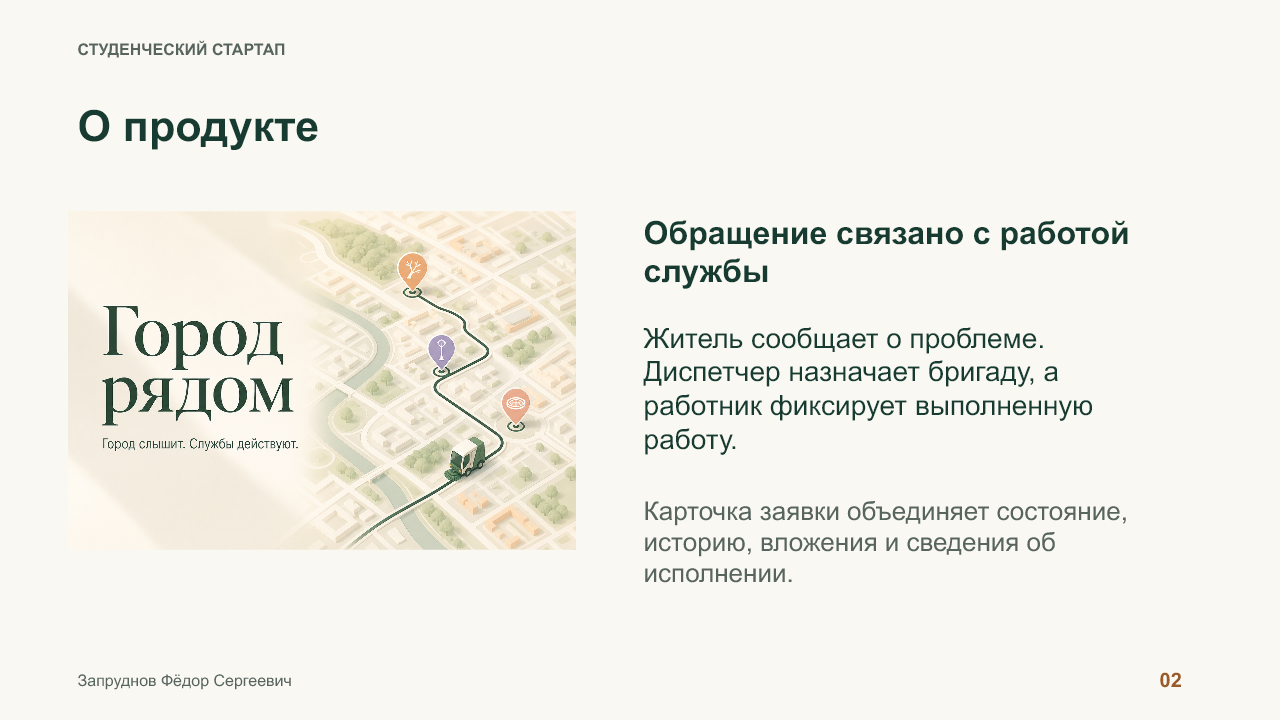 СТУДЕНЧЕСКИЙ СТАРТАП
О продукте
Город
рядом
Город слышит. Службы действуют.
Обращение связано с работой
службы
Житель сообщает о проблеме.
Диспетчер назначает бригаду, а
работник фиксирует выполненную
работу.
Карточка заявки объединяет состояние,
историю, вложения и сведения об
исполнении.
Запруднов Фёдор Сергеевич
02